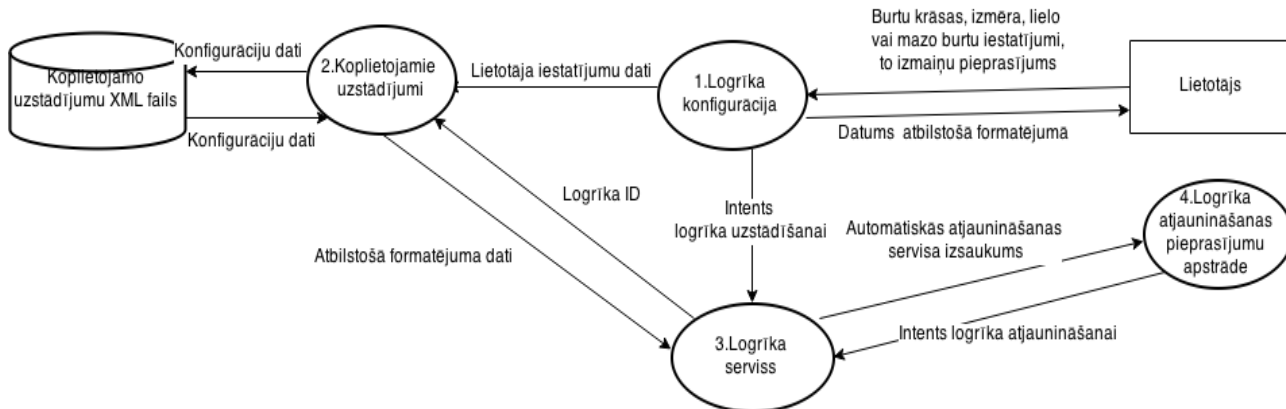 Burtu krāsas, izmēra, lielo
vai mazo burtu iestatījumi,
to izmaiņu pieprasījums
Konfigurāciju dati
Koplietojamo
uzstādījumu XML fails
Konfigurāciju dati
2.Koplietojamie
uzstādījumi
Lietotāja iestatījumu dati
1.Logrīka
konfigurācija
Lietotājs
Datums atbilstošā formatējumā
Logrīka ID
Atbilstošā formatējuma dati
Intents
logrīka uzstādīšanai
Automātiskās atjaunināšanas
servisa izsaukums
4.Logrīka
atjaunināšanas
pieprasījumu
apstrāde
Intents logrīka atjaunināšanai
3.Logrīka
serviss